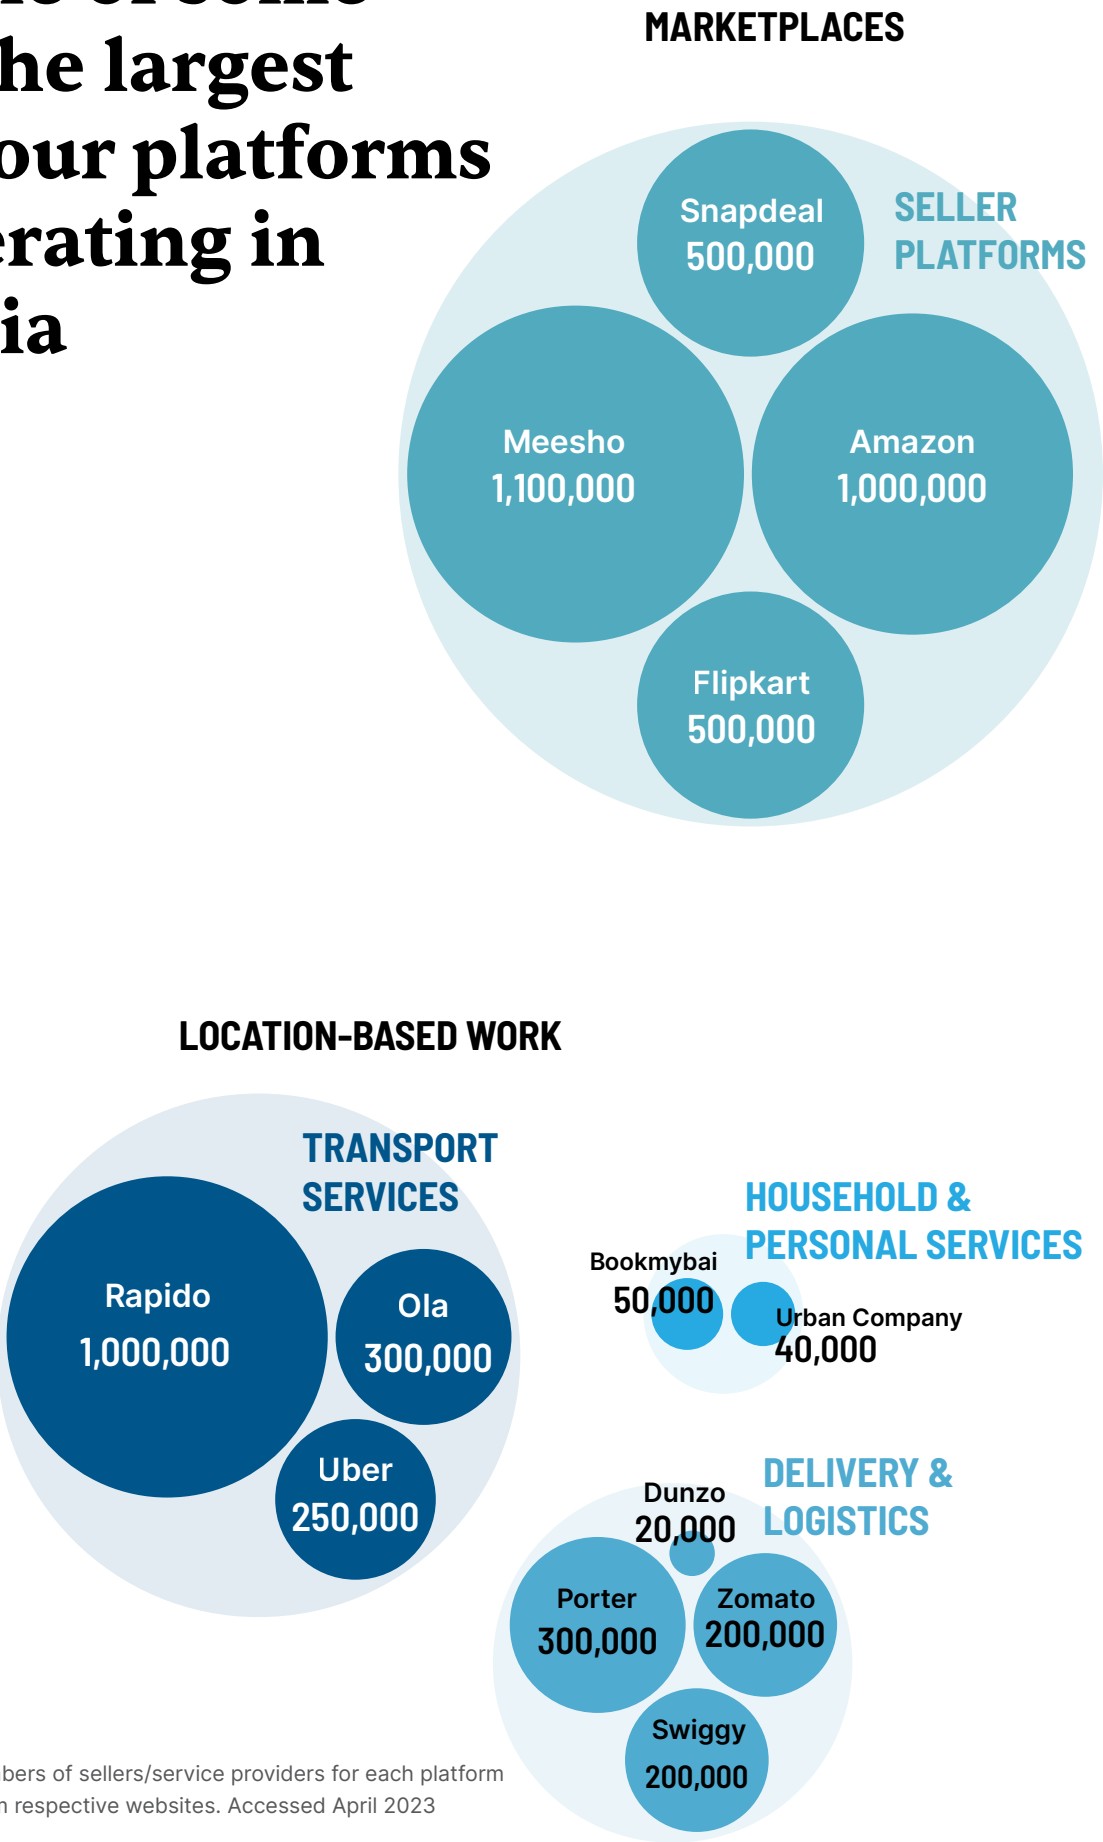 he largest
our platforms
erating in
ia
MARKETPLACES
SELLER
PLATFORMS
Snapdeal
500,000
Meesho
1,100,000
Amazon
1,000,000
Flipkart
500,000
LOCATION-BASED WORK
TRANSPORT
SERVICES
Rapido
1,000,000
Ola
300,000
Uber
250,000
HOUSEHOLD &
PERSONAL SERVICES
Bookmybai
50,000
Urban Company
40,000
DELIVERY &
LOGISTICS
Dunzo
20,000
Porter
300,000
Zomato
200,000
Swiggy
200,000
bers of sellers/service providers for each platform
respective websites. Accessed April 2023